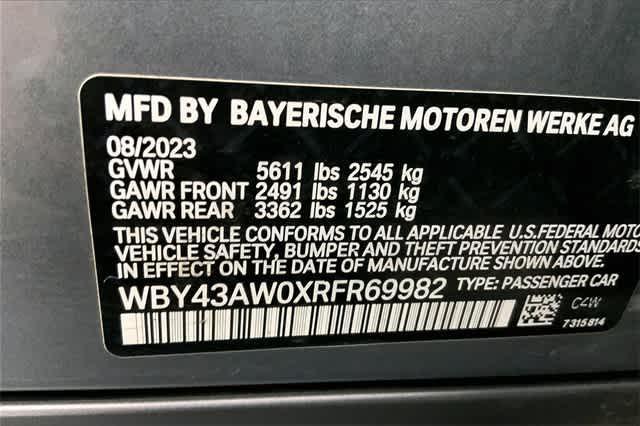 MFD BY BAYERISCHE MOTOREN WERKE AG
08/2023
GVWR 5611 lbs 2545 kg
GAWR FRONT 2491 lbs 1130 kg
GAWR REAR 3362 lbs 1525 kg
THIS VEHICLE CONFORMS TO ALL APPLICABLE U.S.FEDERAL MOTO
VEHICLE SAFETY, BUMPER AND THEFT PREVENTION STANDARDS
IN EFFECT ON THE DATE OF MANUFACTURE SHOWN ABOVE.
WBY43AW0XRFR69982 TYPE: PASSENGER CAR
C4W
7315814